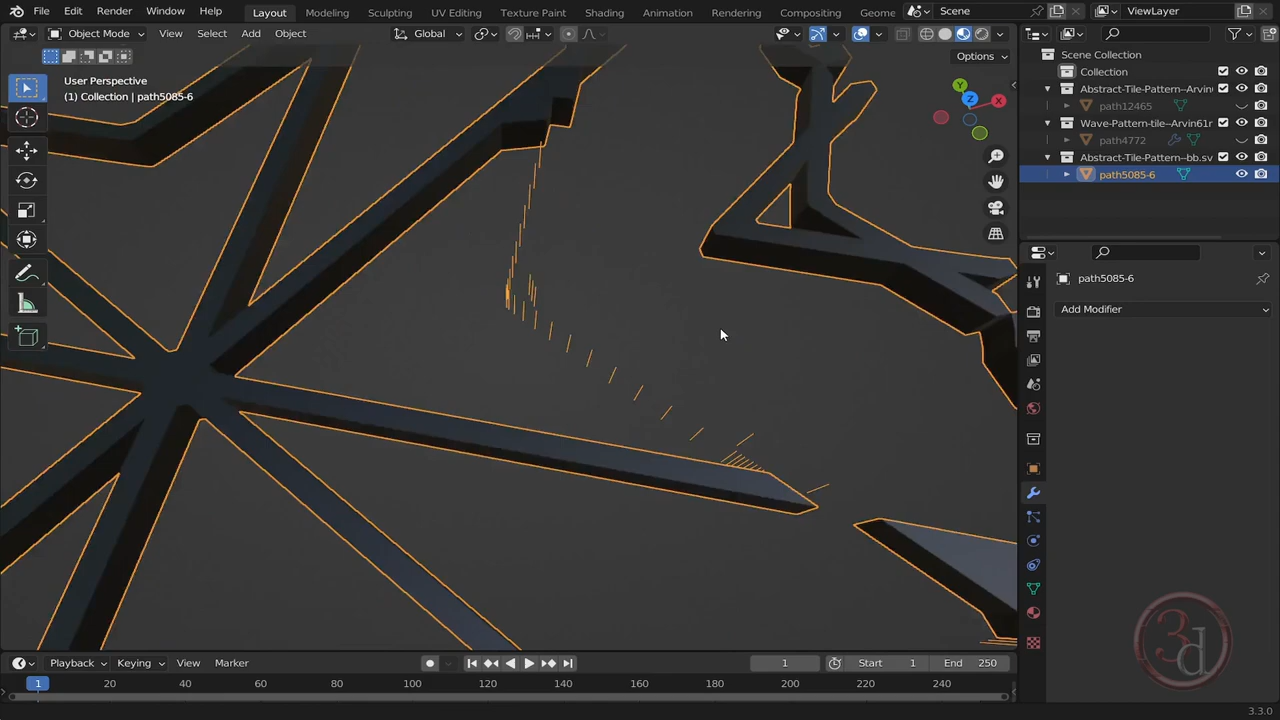 File Edit Render Window Help Layout Modeling Sculpting UV Editing Texture Paint Shading Animation Rendering Compositing Geome Scene ViewLayer
Object Mode View Select Add Object Global
Options
User Perspective
(1) Collection | path5085-6
Y
Z
X
Scene Collection
Collection
Abstract-Tile-Pattern--Arvin
path12465
Wave-Pattern-tile--Arvin61r
path4772
Abstract-Tile-Pattern--bb.sv
path5085-6
path5085-6
Add Modifier
3d
Playback Keying View Marker 1 Start 1 End 250
1 20 40 60 80 100 120 140 160 180 200 220 240
3.3.0